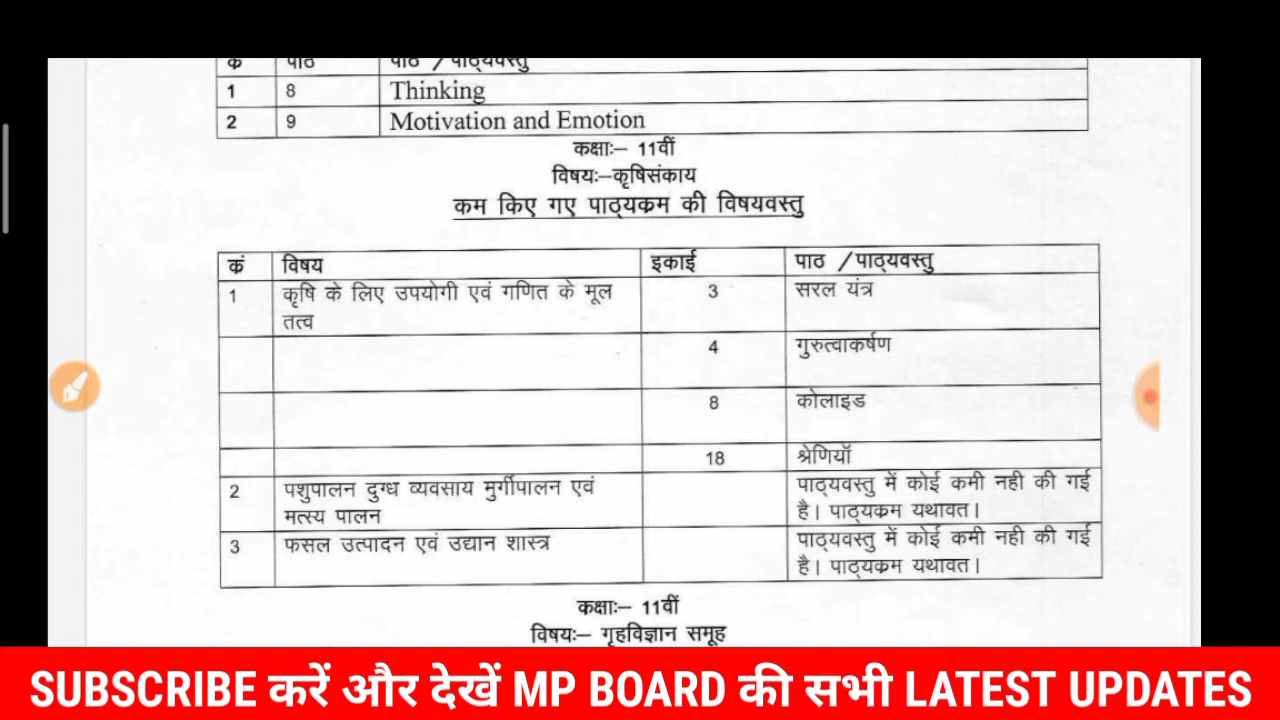 क पाठ पाठ / पाठ्यवस्तु
1 8 Thinking
2 9 Motivation and Emotion
कक्षाः– 11वीं
विषयः–कृषिसंकाय
कम किए गए पाठ्यक्रम की विषयवस्तु
कं विषय इकाई पाठ /पाठ्यवस्तु
1 कृषि के लिए उपयोगी एवं गणित के मूल तत्व 3 सरल यंत्र
4 गुरुत्वाकर्षण
8 कोलाइड
18 श्रेणियॉ
2 पशुपालन दुग्ध व्यवसाय मुर्गीपालन एवं मत्स्य पालन पाठ्यवस्तु में कोई कमी नही की गई है। पाठ्यक्रम यथावत।
3 फसल उत्पादन एवं उद्यान शास्त्र पाठ्यवस्तु में कोई कमी नही की गई है। पाठ्यक्रम यथावत।
कक्षाः– 11वीं
विषयः– गृहविज्ञान समूह
SUBSCRIBE करें और देखें MP BOARD की सभी LATEST UPDATES